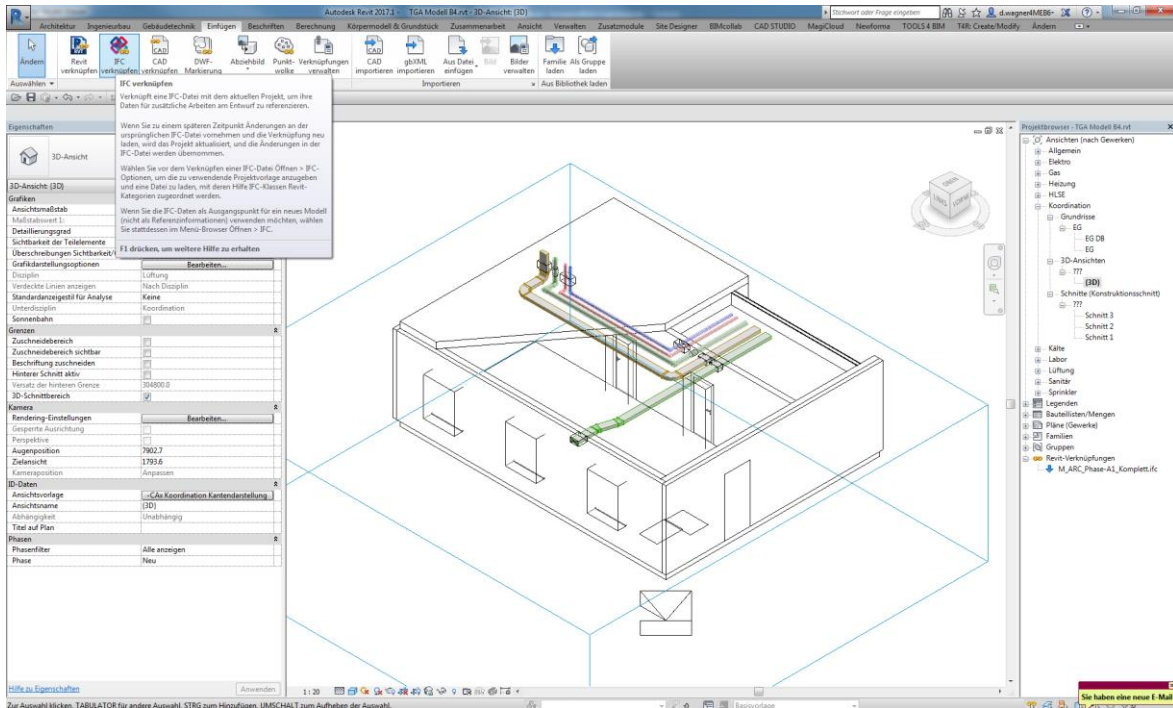 Autodesk Revit 2017.1 - TGA Modell B4.rvt - 3D-Ansicht: {3D}
Stichwort oder Frage eingeben
d.wagner4MEB6-
Architektur Ingenieurbau Gebäudetechnik Einfügen Beschriften Berechnung Körpermodell & Grundstück Zusammenarbeit Ansicht Verwalten Zusatzmodule Site Designer BIMcollab CAD STUDIO MagiCloud Newforma TOOLS4 BIM T4R: Create/Modify Ändern
Ändern
Revit verknüpfen
IFC verknüpfen
CAD verknüpfen
DWF-Markierung
Abziehbild
Punkt-wolke
Verknüpfungen verwalten
CAD importieren
gbXML importieren
Aus Datei einfügen
Bild
Bilder verwalten
Familie laden
Als Gruppe laden
Auswählen
Importieren
Aus Bibliothek laden
IFC verknüpfen
Verknüpft eine IFC-Datei mit dem aktuellen Projekt, um ihre
Daten für zusätzliche Arbeiten am Entwurf zu referenzieren.
Wenn Sie zu einem späteren Zeitpunkt Änderungen an der
ursprünglichen IFC-Datei vornehmen und die Verknüpfung neu
laden, wird das Projekt aktualisiert, und die Änderungen in der
IFC-Datei werden übernommen.
Wählen Sie vor dem Verknüpfen einer IFC-Datei Öffnen > IFC-
Optionen, um die zu verwendende Projektvorlage anzugeben
und eine Datei zu laden, mit deren Hilfe IFC-Klassen Revit-
Kategorien zugeordnet werden.
Wenn Sie die IFC-Daten als Ausgangspunkt für ein neues Modell
(nicht als Referenzinformationen) verwenden möchten, wählen
Sie stattdessen im Menü-Browser Öffnen > IFC.
F1 drücken, um weitere Hilfe zu erhalten
Eigenschaften
3D-Ansicht
3D-Ansicht: {3D}
Grafiken
Ansichtsmaßstab
Maßstabswert 1:
Detaillierungsgrad
Sichtbarkeit der Teilelemente
Überschreibungen Sichtbarkeit/
Grafikdarstellungsoptionen Bearbeiten...
Disziplin Lüftung
Verdeckte Linien anzeigen Nach Disziplin
Standardanzeigestil für Analyse Keine
Unterdisziplin Koordination
Sonnenbahn
Grenzen
Zuschneidebereich
Zuschneidebereich sichtbar
Beschriftung zuschneiden
Hinterer Schnitt aktiv
Versatz der hinteren Grenze 304800.0
3D-Schnittbereich
Kamera
Rendering-Einstellungen Bearbeiten...
Gesperrte Ausrichtung
Perspektive
Augenposition 7902.7
Zielansicht 1793.6
Kameraposition Anpassen
ID-Daten
Ansichtsvorlage -CAs Koordination Kantendarstellung
Ansichtsname {3D}
Abhängigkeit Unabhängig
Titel auf Plan
Phasen
Phasenfilter Alle anzeigen
Phase Neu
Hilfe zu Eigenschaften
Anwenden
1 : 20
Projektbrowser - TGA Modell B4.rvt
Ansichten (nach Gewerken)
Allgemein
Elektro
Gas
Heizung
HLSE
Koordination
Grundrisse
EG
EG DB
EG
3D-Ansichten
???
{3D}
Schnitte (Konstruktionsschnitt)
???
Schnitt 3
Schnitt 2
Schnitt 1
Kälte
Labor
Lüftung
Sanitär
Sprinkler
Legenden
Bauteillisten/Mengen
Pläne (Gewerke)
Familien
Gruppen
Revit-Verknüpfungen
M_ARC_Phase-A1_Komplett.ifc
Zur Auswahl klicken, TABULATOR für andere Auswahl, STRG zum Hinzufügen, UMSCHALT zum Aufheben der Auswahl.
Basisvorlage
Sie haben eine neue E-Mail